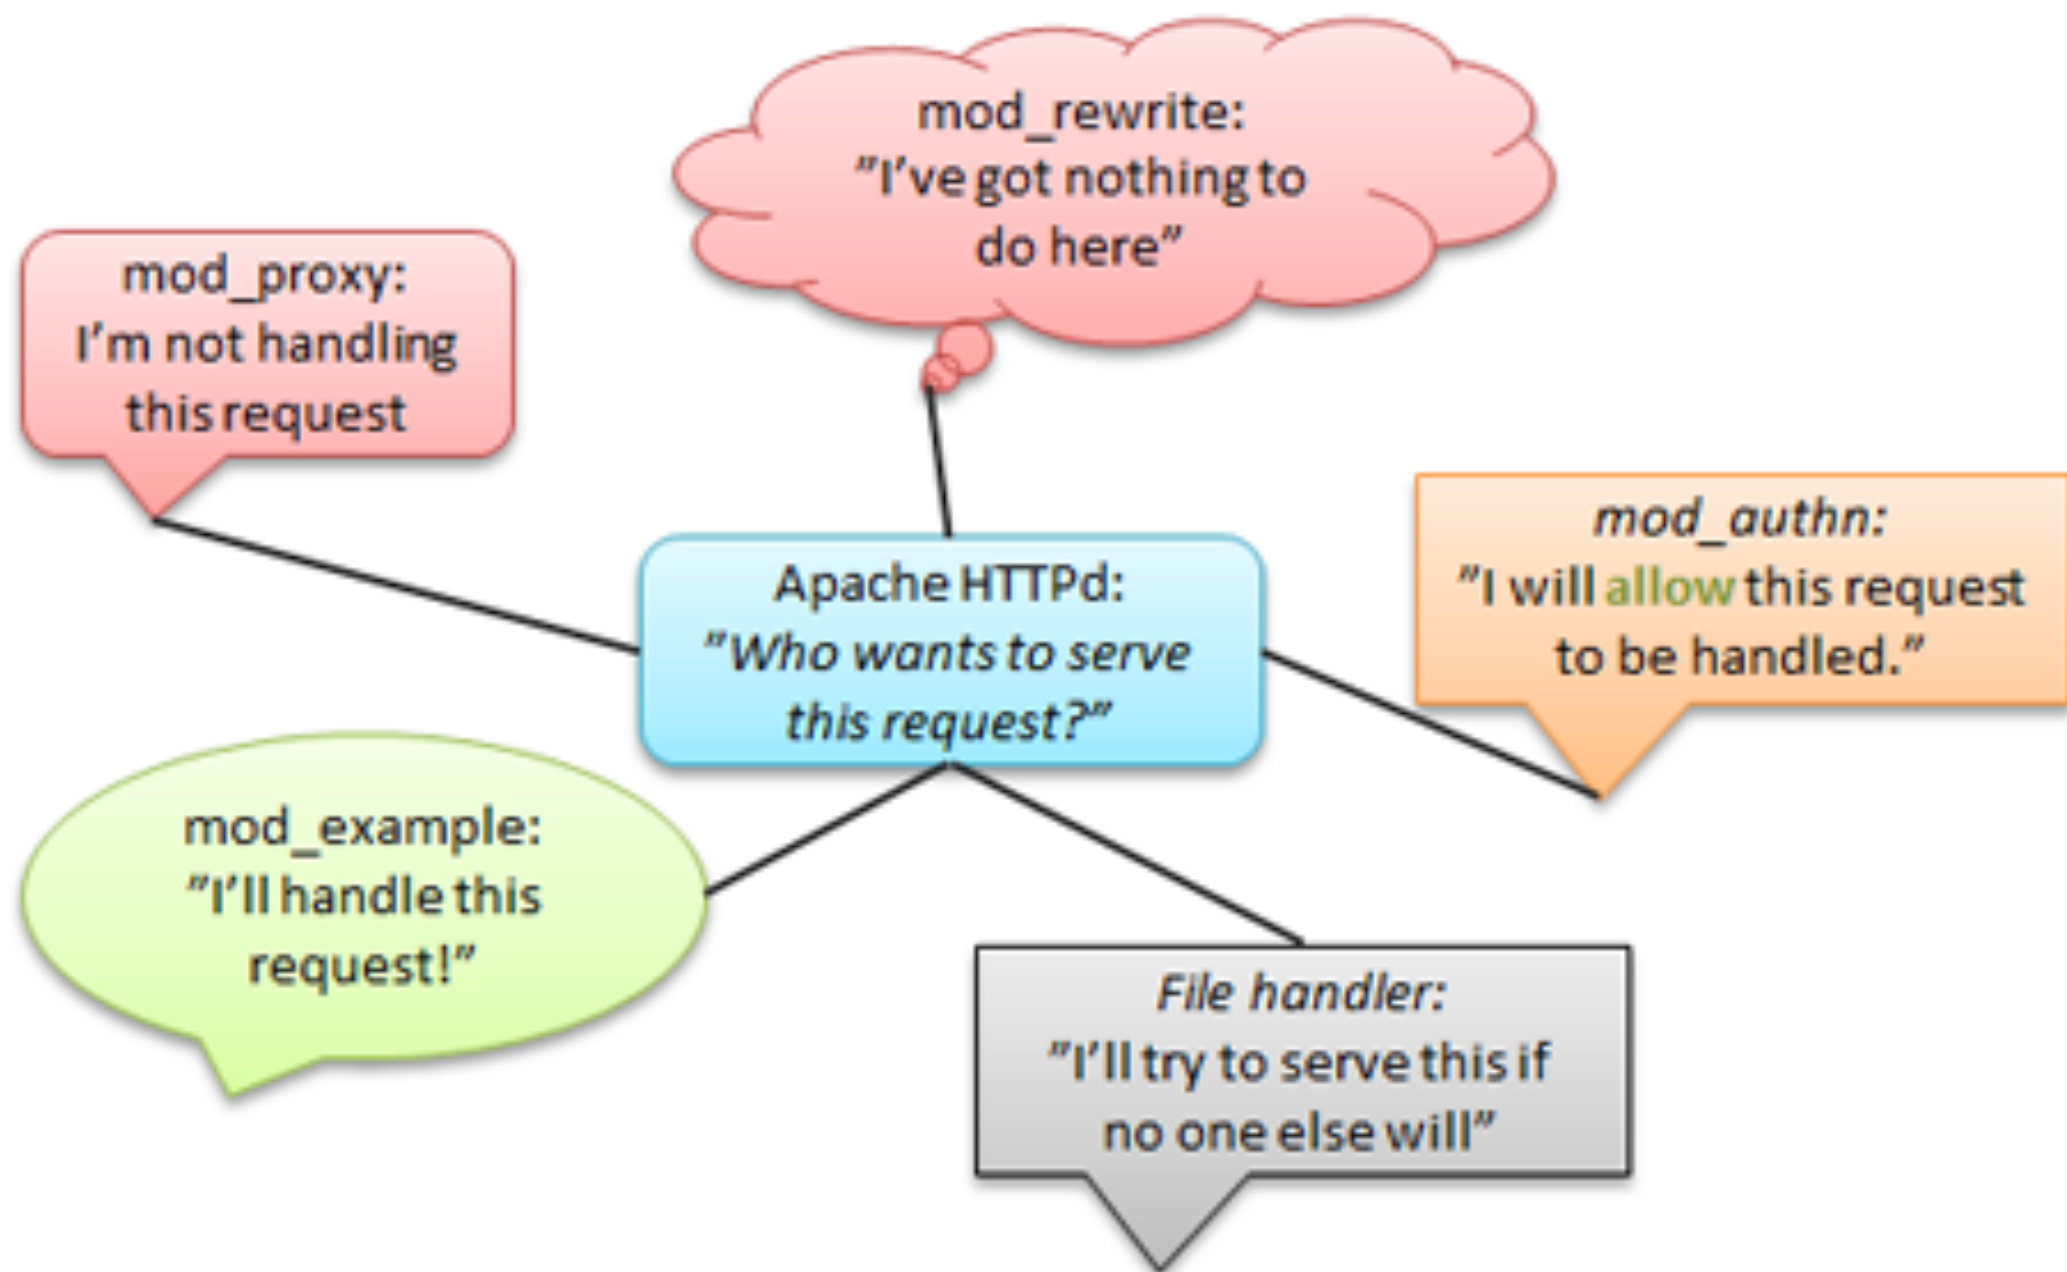 mod_rewrite:
”I’ve got nothing to
do here”
mod_proxy:
I’m not handling
this request
mod_authn:
”I will allow this request
to be handled.”
Apache HTTPd:
”Who wants to serve
this request?”
mod_example:
”I’ll handle this
request!”
File handler:
”I’ll try to serve this if
no one else will”